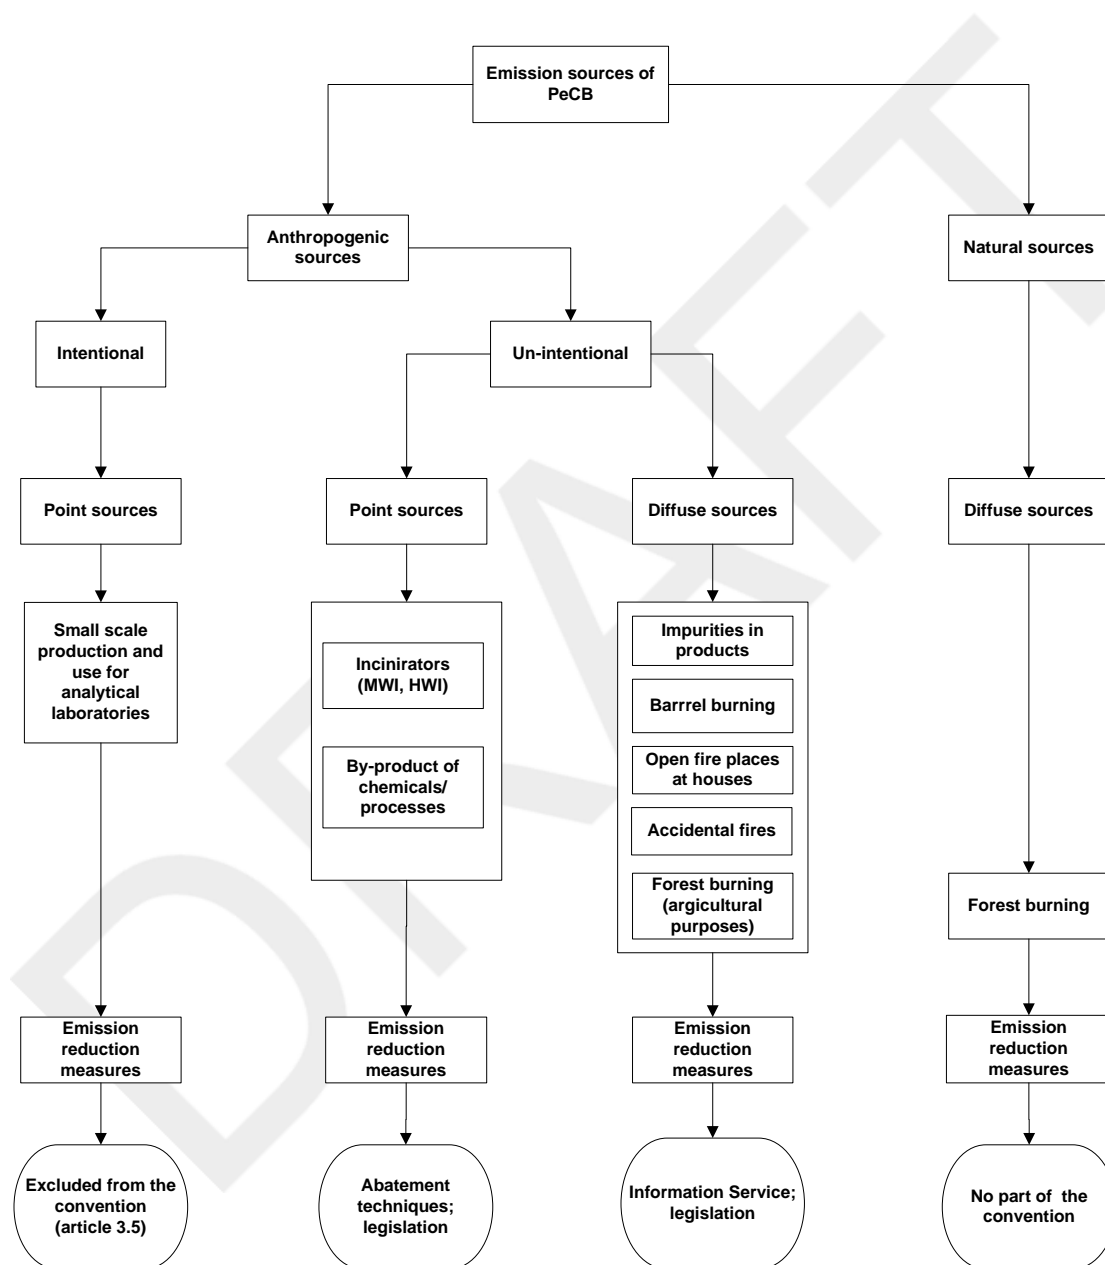 Emission sources of
PeCB
Anthropogenic
sources
Natural sources
Intentional
Un-intentional
Point sources
Point sources
Diffuse sources
Diffuse sources
Small scale
production and
use for
analytical
laboratories
Incinirators
(MWI, HWI)
By-product of
chemicals/
processes
Impurities in
products
Barrrel burning
Open fire places
at houses
Accidental fires
Forest burning
(argicultural
purposes)
Forest burning
Emission
reduction
measures
Emission
reduction
measures
Emission
reduction
measures
Emission
reduction
measures
Excluded from the
convention
(article 3.5)
Abatement
techniques;
legislation
Information Service;
legislation
No part of the
convention
DRAFT